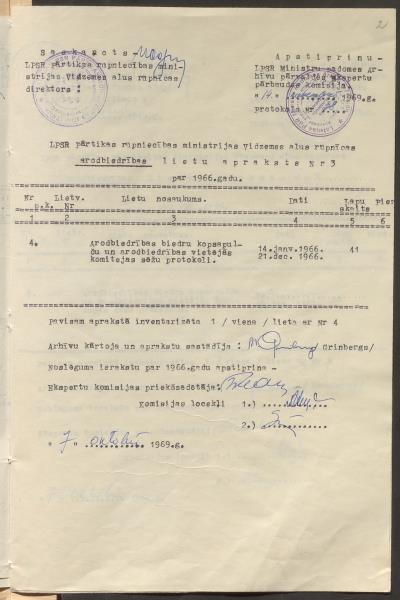 2
Saskaņots-
LPSR pārtikas rūpniecības mini-
strijas Vidzemes alus rūpnīcas
direktors :
Apstiprinu-
LPSR Ministru padomes Ar-
hīvu pārvaldes ekspertu
pārbaudes komisija
"14. 1969.g.
protokols Nr.
LPSR pārtikas rūpniecības ministrijas Vidzemes alus rūpnīcas
arodbiedrības lietu apraksts Nr 3
par 1966.gadu.
Nr Lietv. Lietu nosaukums. Dati Lapu Pie
p.k. Nr skaits
1 2 3 4 5 6
4. Arodbiedrības biedru kopsapul- 14.janv.1966. 41
ču un arodbiedrības vietējās 21.dec. 1966.
komitejas sēžu protokoli.
Pavisam aprakstā inventarizēta 1 / viena / lieta ar Nr 4
Arhīvu kārtoja un aprakstu sastādīja : Grinbergs/
Noslēguma ierakstu par 1966.gadu apstiprina -
Ekspertu komisijas priekšsēdētājs:
Komisijas locekļi 1.)
2.)
" 7 " oktobrī 1969.g.